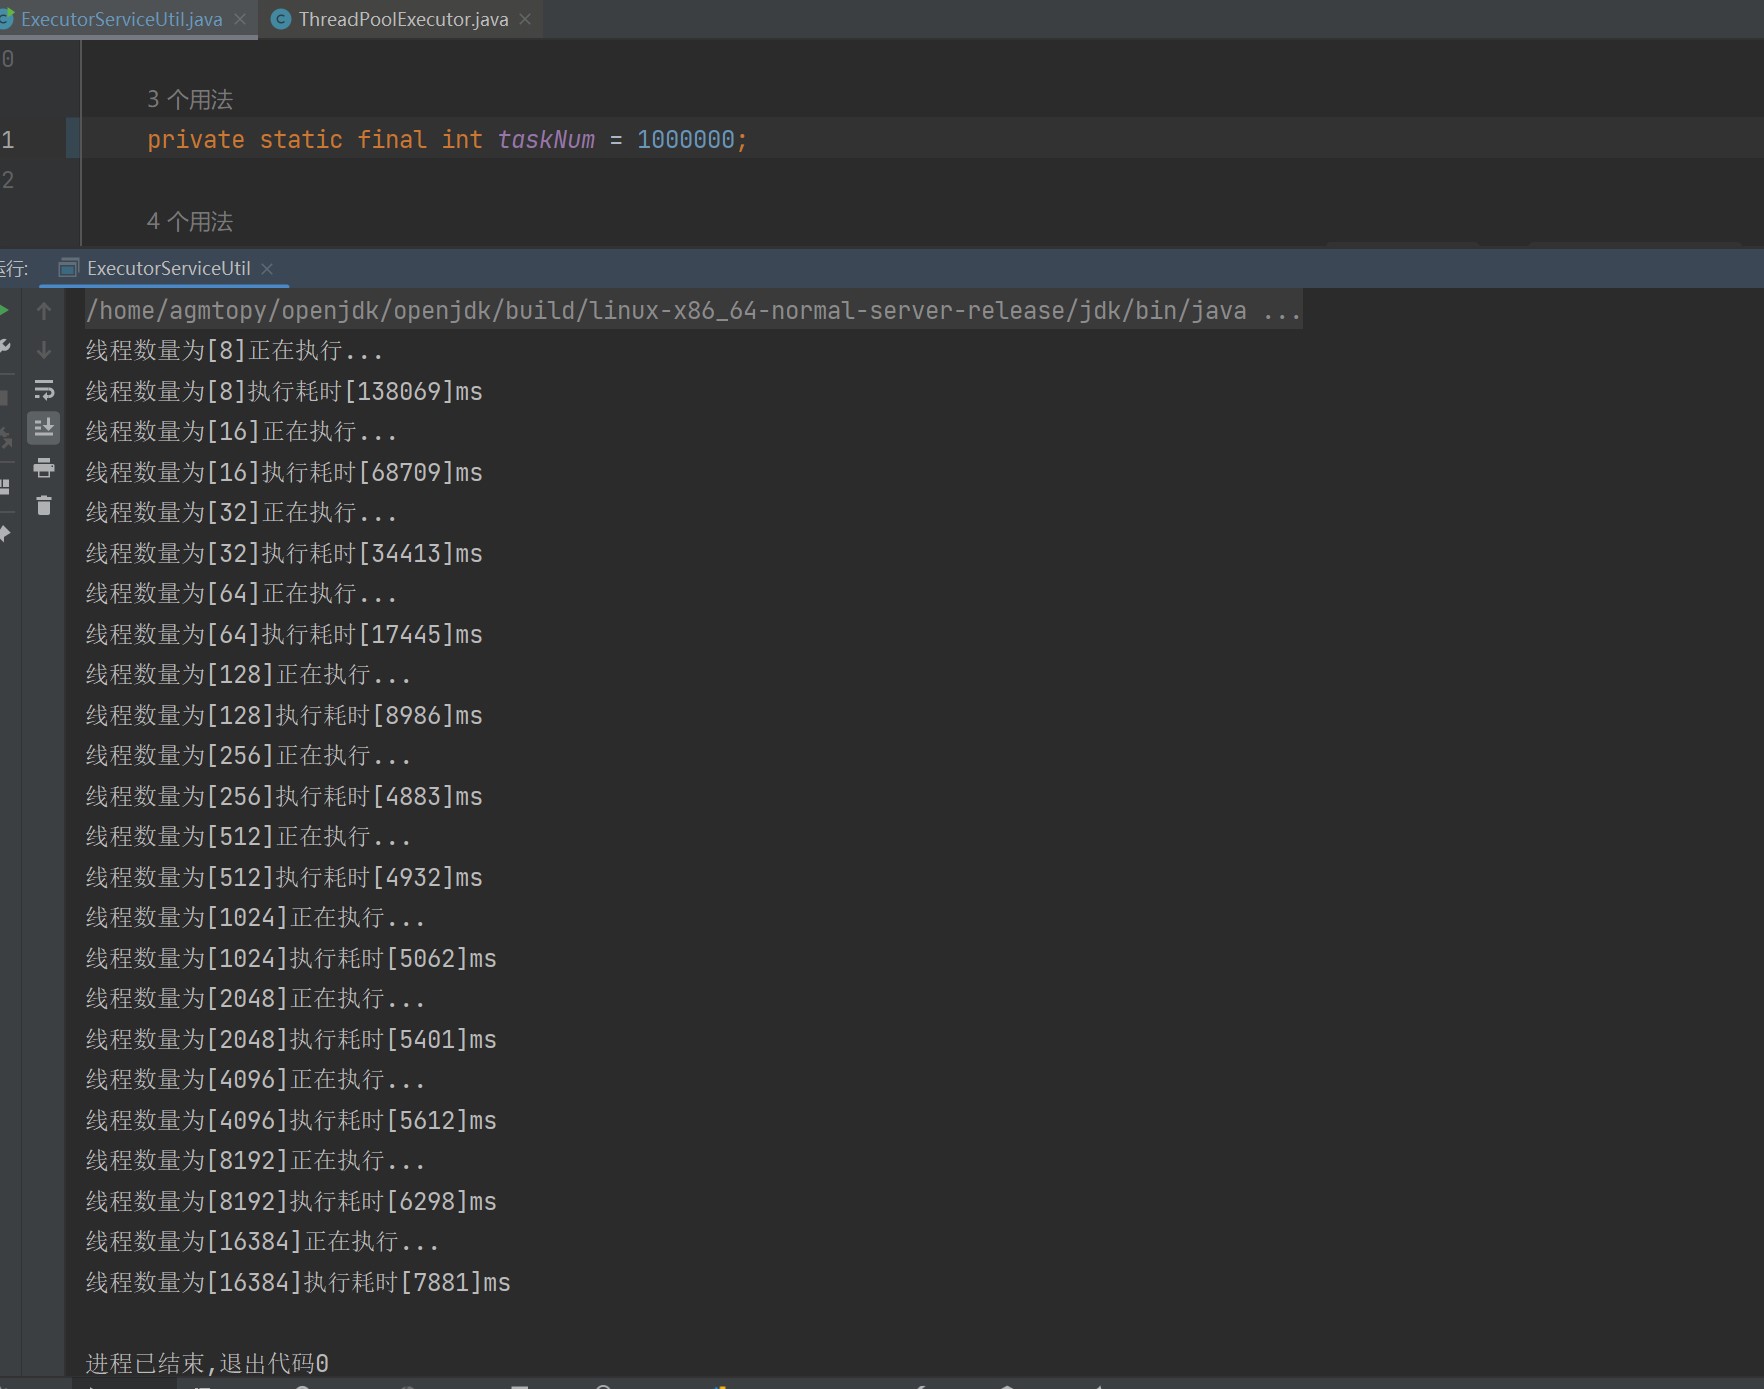 ExecutorServiceUtil.java ThreadPoolExecutor.java
0
3 个用法
1 private static final int taskNum = 1000000;
2
4 个用法
运行: ExecutorServiceUtil
/home/agmtopy/openjdk/openjdk/build/linux-x86_64-normal-server-release/jdk/bin/java ...
线程数量为[8]正在执行...
线程数量为[8]执行耗时[138069]ms
线程数量为[16]正在执行...
线程数量为[16]执行耗时[68709]ms
线程数量为[32]正在执行...
线程数量为[32]执行耗时[34413]ms
线程数量为[64]正在执行...
线程数量为[64]执行耗时[17445]ms
线程数量为[128]正在执行...
线程数量为[128]执行耗时[8986]ms
线程数量为[256]正在执行...
线程数量为[256]执行耗时[4883]ms
线程数量为[512]正在执行...
线程数量为[512]执行耗时[4932]ms
线程数量为[1024]正在执行...
线程数量为[1024]执行耗时[5062]ms
线程数量为[2048]正在执行...
线程数量为[2048]执行耗时[5401]ms
线程数量为[4096]正在执行...
线程数量为[4096]执行耗时[5612]ms
线程数量为[8192]正在执行...
线程数量为[8192]执行耗时[6298]ms
线程数量为[16384]正在执行...
线程数量为[16384]执行耗时[7881]ms
进程已结束,退出代码0